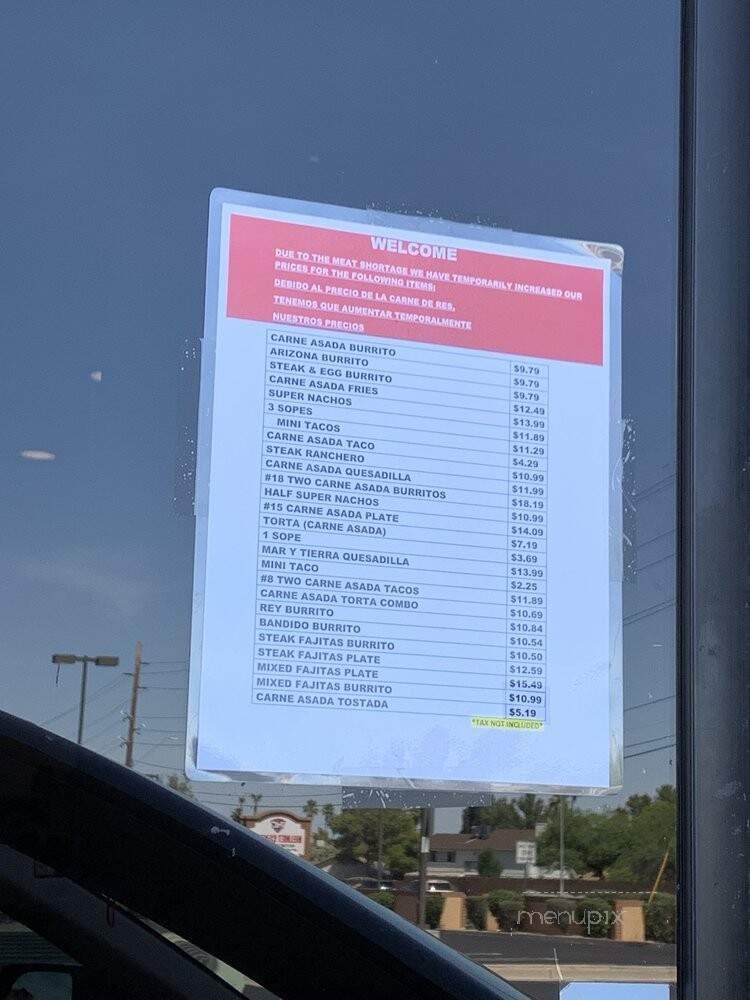 WELCOME
DUE TO THE MEAT SHORTAGE WE HAVE TEMPORARILY INCREASED OUR
PRICES FOR THE FOLLOWING ITEMS:
DEBIDO AL PRECIO DE LA CARNE DE RES,
TENEMOS QUE AUMENTAR TEMPORALMENTE
NUESTROS PRECIOS
CARNE ASADA BURRITO $9.79
ARIZONA BURRITO $9.79
STEAK & EGG BURRITO $9.79
CARNE ASADA FRIES $12.49
SUPER NACHOS $13.99
3 SOPES $11.89
MINI TACOS $11.29
CARNE ASADA TACO $4.29
STEAK RANCHERO $10.99
CARNE ASADA QUESADILLA $11.99
#18 TWO CARNE ASADA BURRITOS $18.19
HALF SUPER NACHOS $10.99
#15 CARNE ASADA PLATE $14.09
TORTA (CARNE ASADA) $7.19
1 SOPE $3.69
MAR Y TIERRA QUESADILLA $13.99
MINI TACO $2.25
#8 TWO CARNE ASADA TACOS $11.89
CARNE ASADA TORTA COMBO $10.69
REY BURRITO $10.84
BANDIDO BURRITO $10.54
STEAK FAJITAS BURRITO $10.50
STEAK FAJITAS PLATE $12.59
MIXED FAJITAS PLATE $15.49
MIXED FAJITAS BURRITO $10.99
CARNE ASADA TOSTADA $5.19
*TAX NOT INCLUDED*
menupix